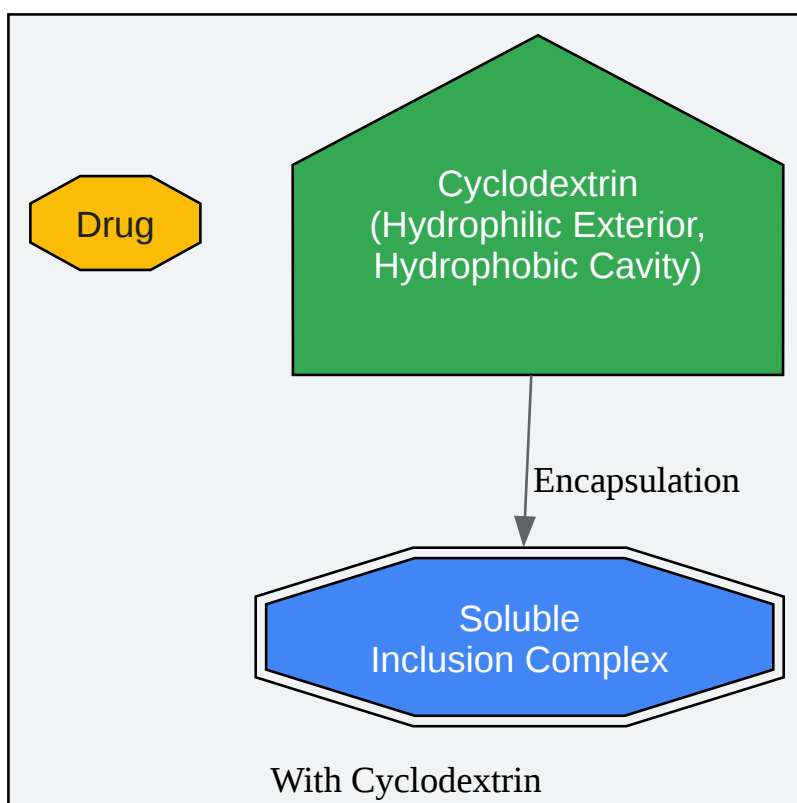 Drug
Cyclodextrin
(Hydrophilic Exterior,
Hydrophobic Cavity)
Encapsulation
Soluble
Inclusion Complex
With Cyclodextrin